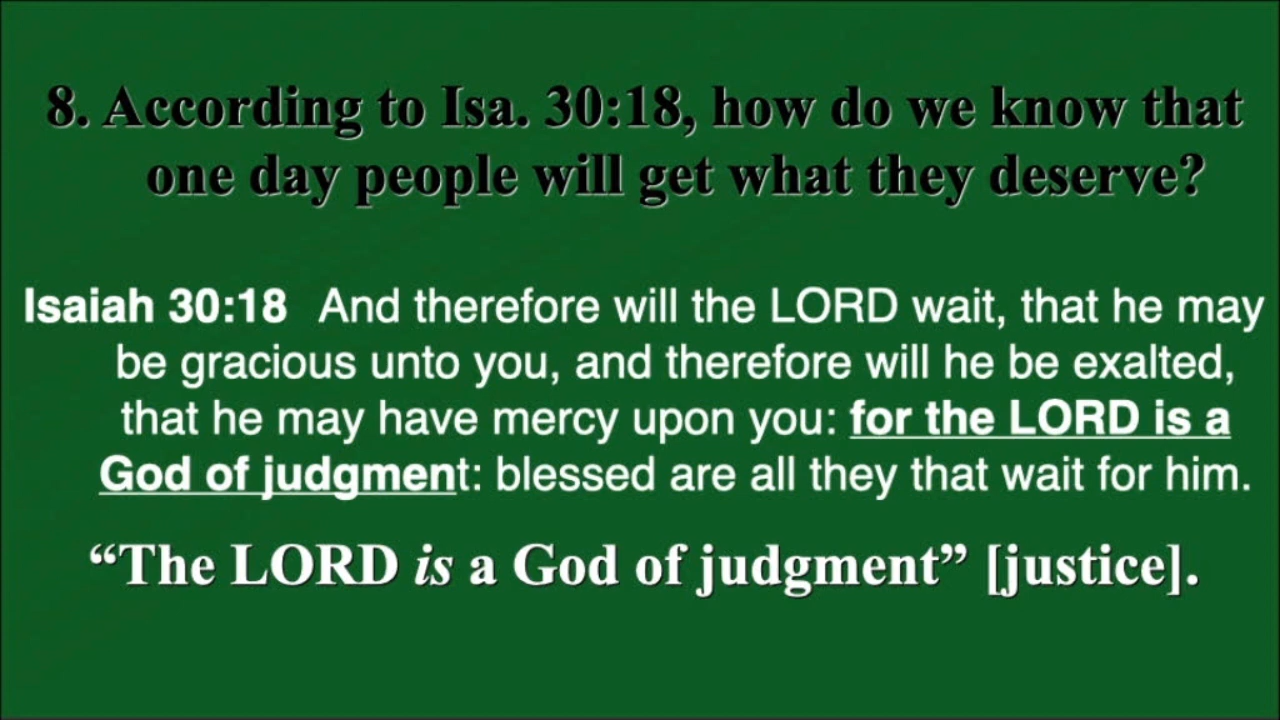 8. According to Isa. 30:18, how do we know that
one day people will get what they deserve?
Isaiah 30:18 And therefore will the LORD wait, that he may
be gracious unto you, and therefore will he be exalted,
that he may have mercy upon you: for the LORD is a
God of judgment: blessed are all they that wait for him.
“The LORD is a God of judgment” [justice].